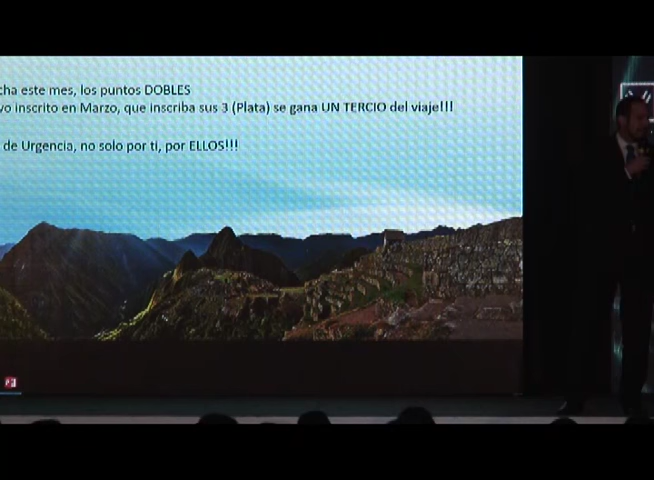 cha este mes, los puntos DOBLES
vo inscrito en Marzo, que inscriba sus 3 (Plata) se gana UN TERCIO del viaje!!!
de Urgencia, no solo por ti, por ELLOS!!!